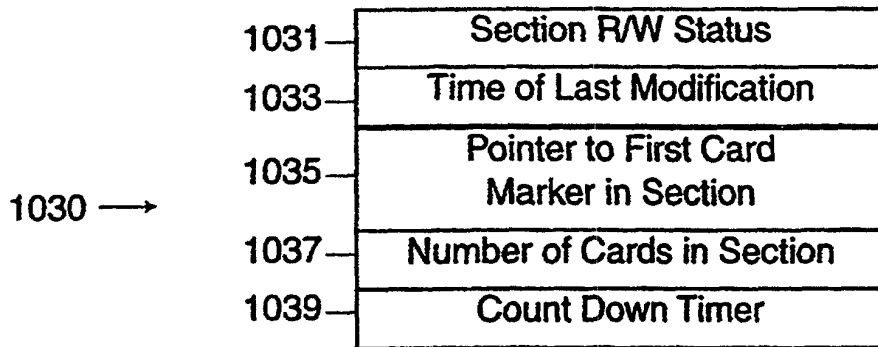 1031 Section R/W Status
1033 Time of Last Modification
1035 Pointer to First Card
Marker in Section
1030
1037 Number of Cards in Section
1039 Count Down Timer